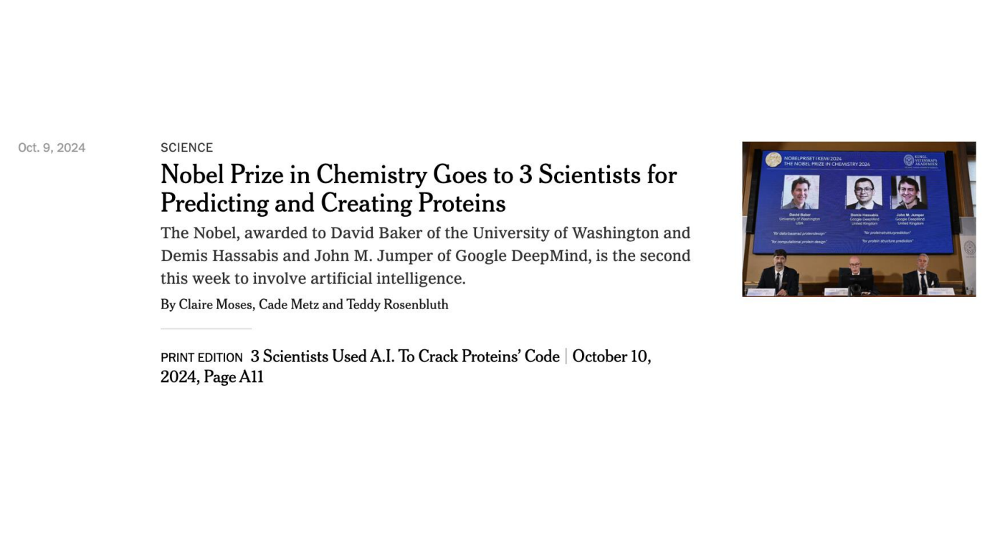 Oct. 9, 2024
SCIENCE
Nobel Prize in Chemistry Goes to 3 Scientists for
Predicting and Creating Proteins
The Nobel, awarded to David Baker of the University of Washington and
Demis Hassabis and John M. Jumper of Google DeepMind, is the second
this week to involve artificial intelligence.
By Claire Moses, Cade Metz and Teddy Rosenbluth
PRINT EDITION 3 Scientists Used A.I. To Crack Proteins’ Code | October 10,
2024, Page A11
NOBELPRISET I KEMI 2024
THE NOBEL PRIZE IN CHEMISTRY 2024
KUNGL.
VETENSKAPS
AKADEMIEN
David Baker
University of Washington
USA
Demis Hassabis
Google DeepMind
United Kingdom
John M. Jumper
Google DeepMind
United Kingdom
"för datorbaserad proteindesign"
"for computational protein design"
"för proteinstrukturprediktion"
"for protein structure prediction"